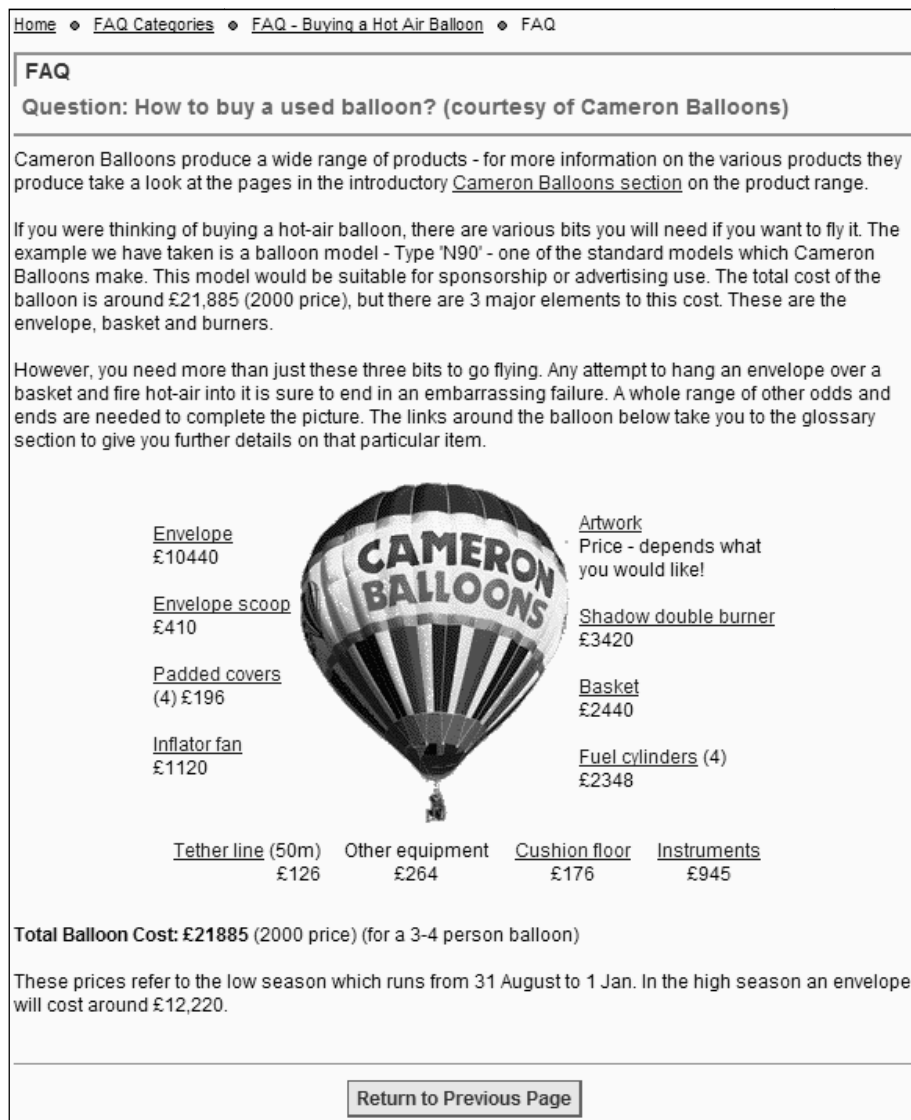 Home • FAQ Categories • FAQ - Buying a Hot Air Balloon • FAQ
FAQ
Question: How to buy a used balloon? (courtesy of Cameron Balloons)
Cameron Balloons produce a wide range of products - for more information on the various products they
produce take a look at the pages in the introductory Cameron Balloons section on the product range.
If you were thinking of buying a hot-air balloon, there are various bits you will need if you want to fly it. The
example we have taken is a balloon model - Type 'N90' - one of the standard models which Cameron
Balloons make. This model would be suitable for sponsorship or advertising use. The total cost of the
balloon is around £21,885 (2000 price), but there are 3 major elements to this cost. These are the
envelope, basket and burners.
However, you need more than just these three bits to go flying. Any attempt to hang an envelope over a
basket and fire hot-air into it is sure to end in an embarrassing failure. A whole range of other odds and
ends are needed to complete the picture. The links around the balloon below take you to the glossary
section to give you further details on that particular item.
Envelope
£10440
Envelope scoop
£410
Padded covers
(4) £196
Inflator fan
£1120
CAMERON
BALLOONS
Artwork
Price - depends what
you would like!
Shadow double burner
£3420
Basket
£2440
Fuel cylinders (4)
£2348
Tether line (50m) Other equipment Cushion floor Instruments
£126 £264 £176 £945
Total Balloon Cost: £21885 (2000 price) (for a 3-4 person balloon)
These prices refer to the low season which runs from 31 August to 1 Jan. In the high season an envelope
will cost around £12,220.
Return to Previous Page